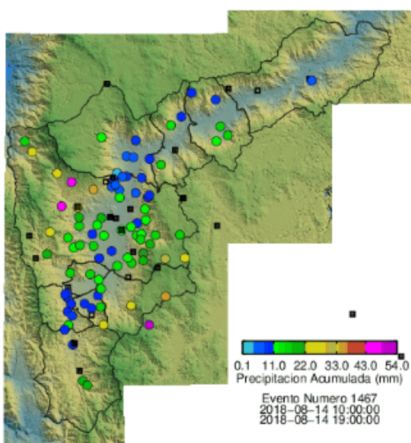 0.1 11.0 22.0 33.0 43.0 54.0
Precipitacion Acumulada (mm)
Evento Numero 1467
2018-08-14 10:00:00
2018-08-14 19:00:00